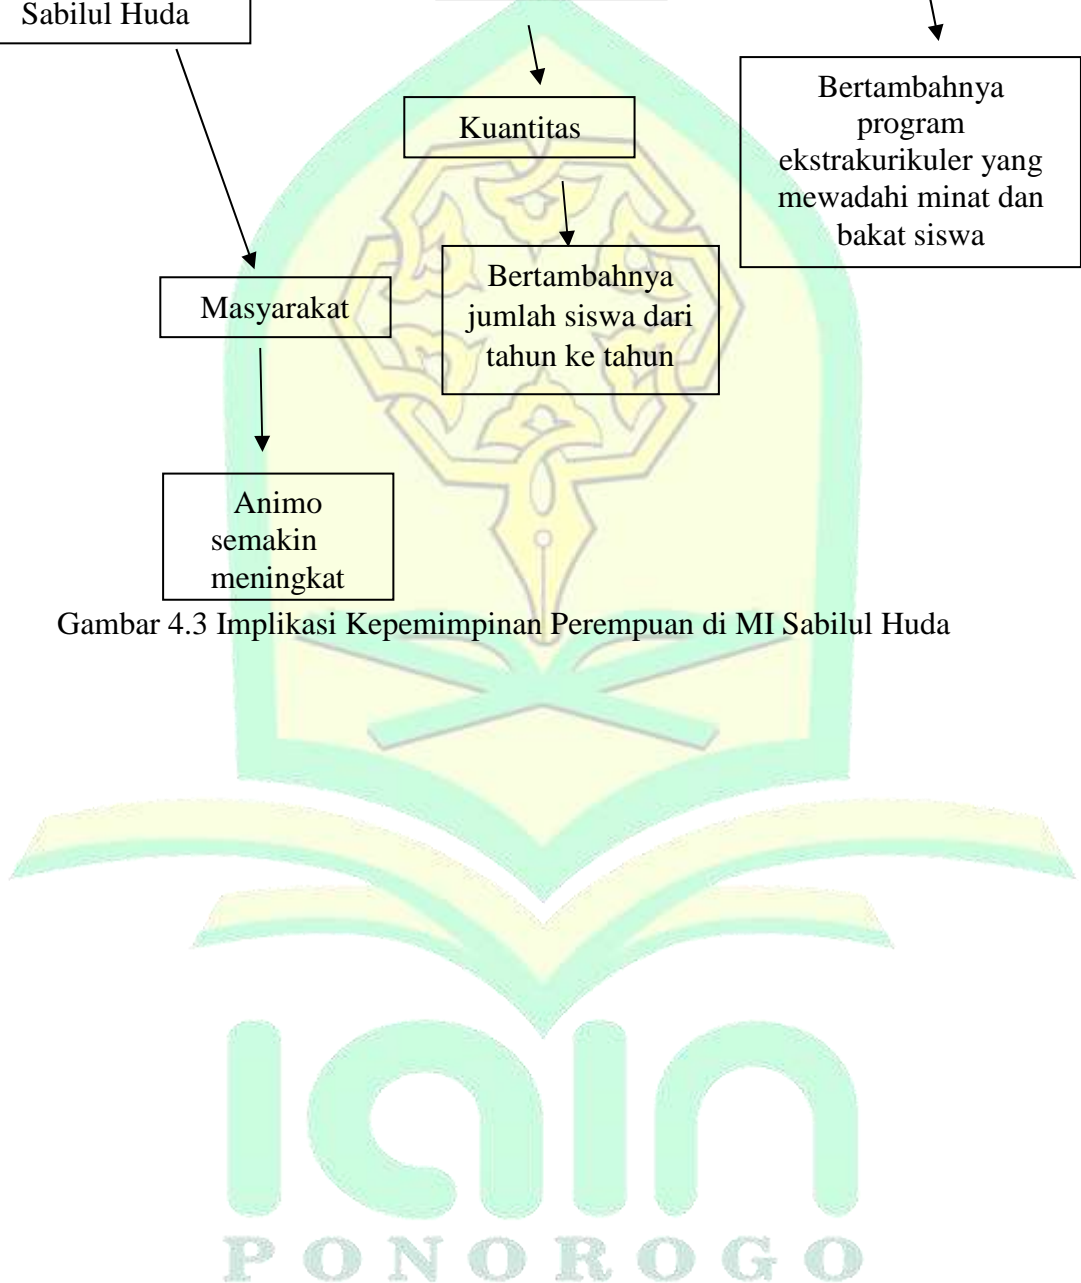 Sabilul Huda
Bertambahnya
program
ekstrakurikuler yang
mewadahi minat dan
bakat siswa
Kuantitas
Bertambahnya
jumlah siswa dari
tahun ke tahun
Masyarakat
Animo
semakin
meningkat
Gambar 4.3 Implikasi Kepemimpinan Perempuan di MI Sabilul Huda
iain
PONOROGO